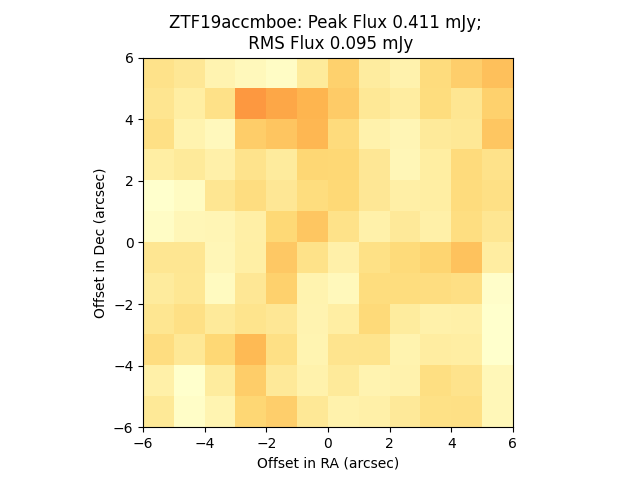 ZTF19accmboe: Peak Flux 0.411 mJy;
RMS Flux 0.095 mJy
6
4
2
0
−2
−4
−6
Offset in Dec (arcsec)
−6 −4 −2 0 2 4 6
Offset in RA (arcsec)